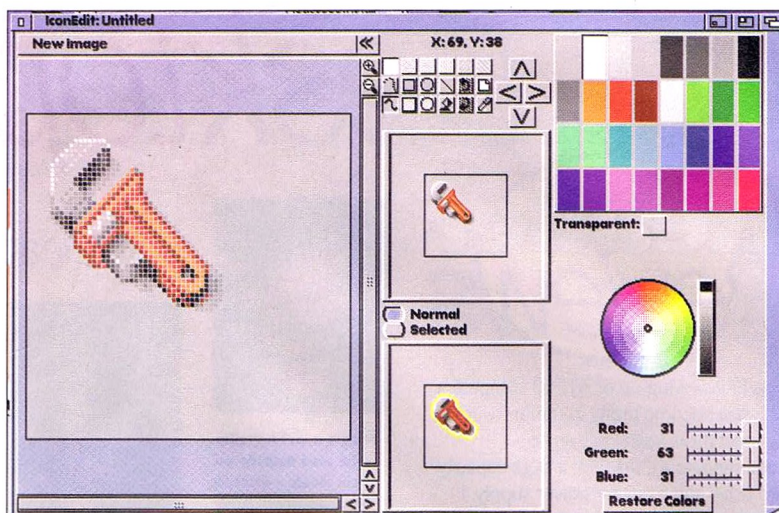 IconEdit: Untitled
New Image
X: 69, Y: 38
Transparent:
Normal
Selected
Red: 31
Green: 63
Blue: 31
Restore Colors